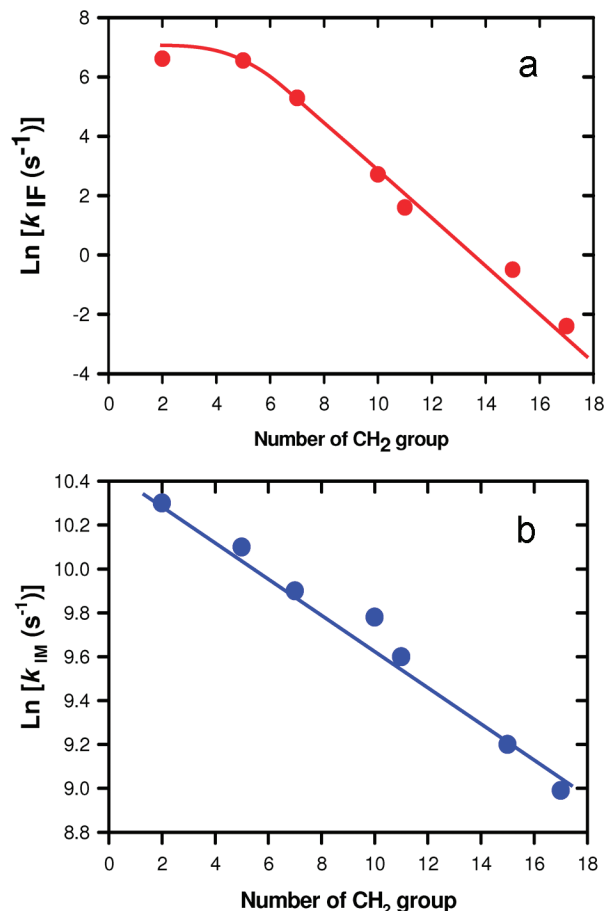 8
a
6
4
2
0
-2
-4
Ln [k IF (s⁻¹)]
0 2 4 6 8 10 12 14 16 18
Number of CH₂ group
10.4
b
10.2
10.0
9.8
9.6
9.4
9.2
9.0
8.8
Ln [k IM (s⁻¹)]
0 2 4 6 8 10 12 14 16 18
Number of CH₂ group